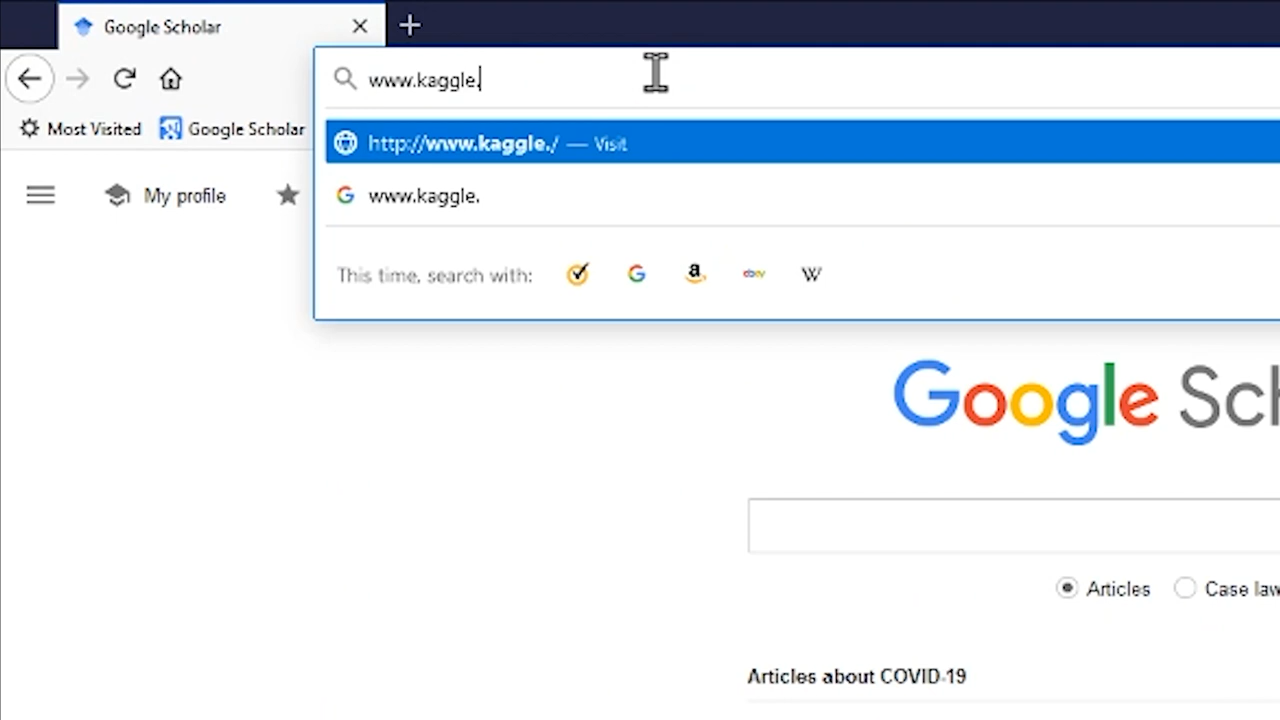 Google Scholar
www.kaggle.
Most Visited
Google Scholar
http://www.kaggle./ — Visit
My profile
www.kaggle.
This time, search with:
Google Sch
Articles
Case law
Articles about COVID-19